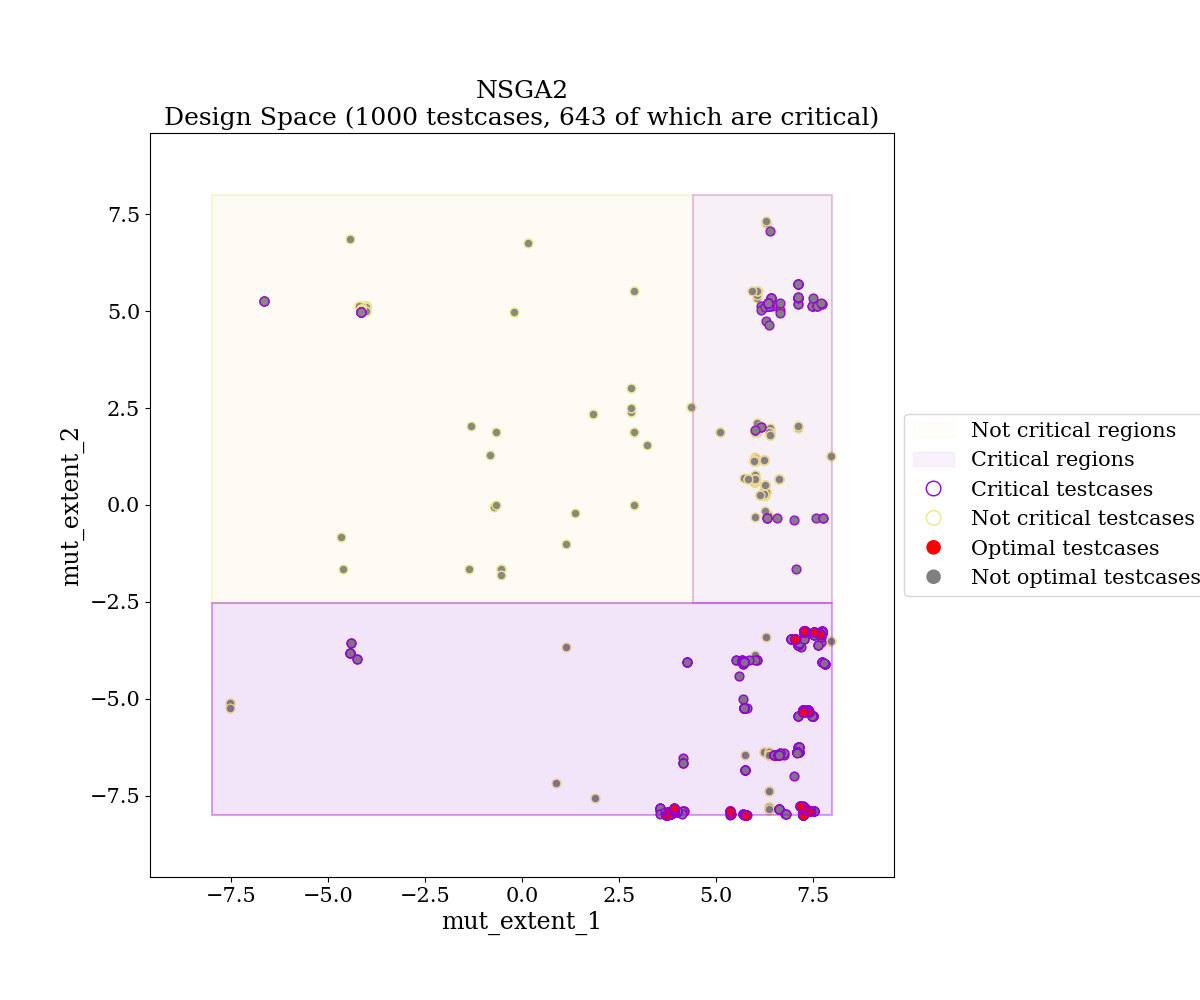 NSGA2
Design Space (1000 testcases, 643 of which are critical)
7.5
5.0
2.5
0.0
−2.5
−5.0
−7.5
mut_extent_2
−7.5
−5.0
−2.5
0.0
2.5
5.0
7.5
mut_extent_1
Not critical regions
Critical regions
Critical testcases
Not critical testcases
Optimal testcases
Not optimal testcases